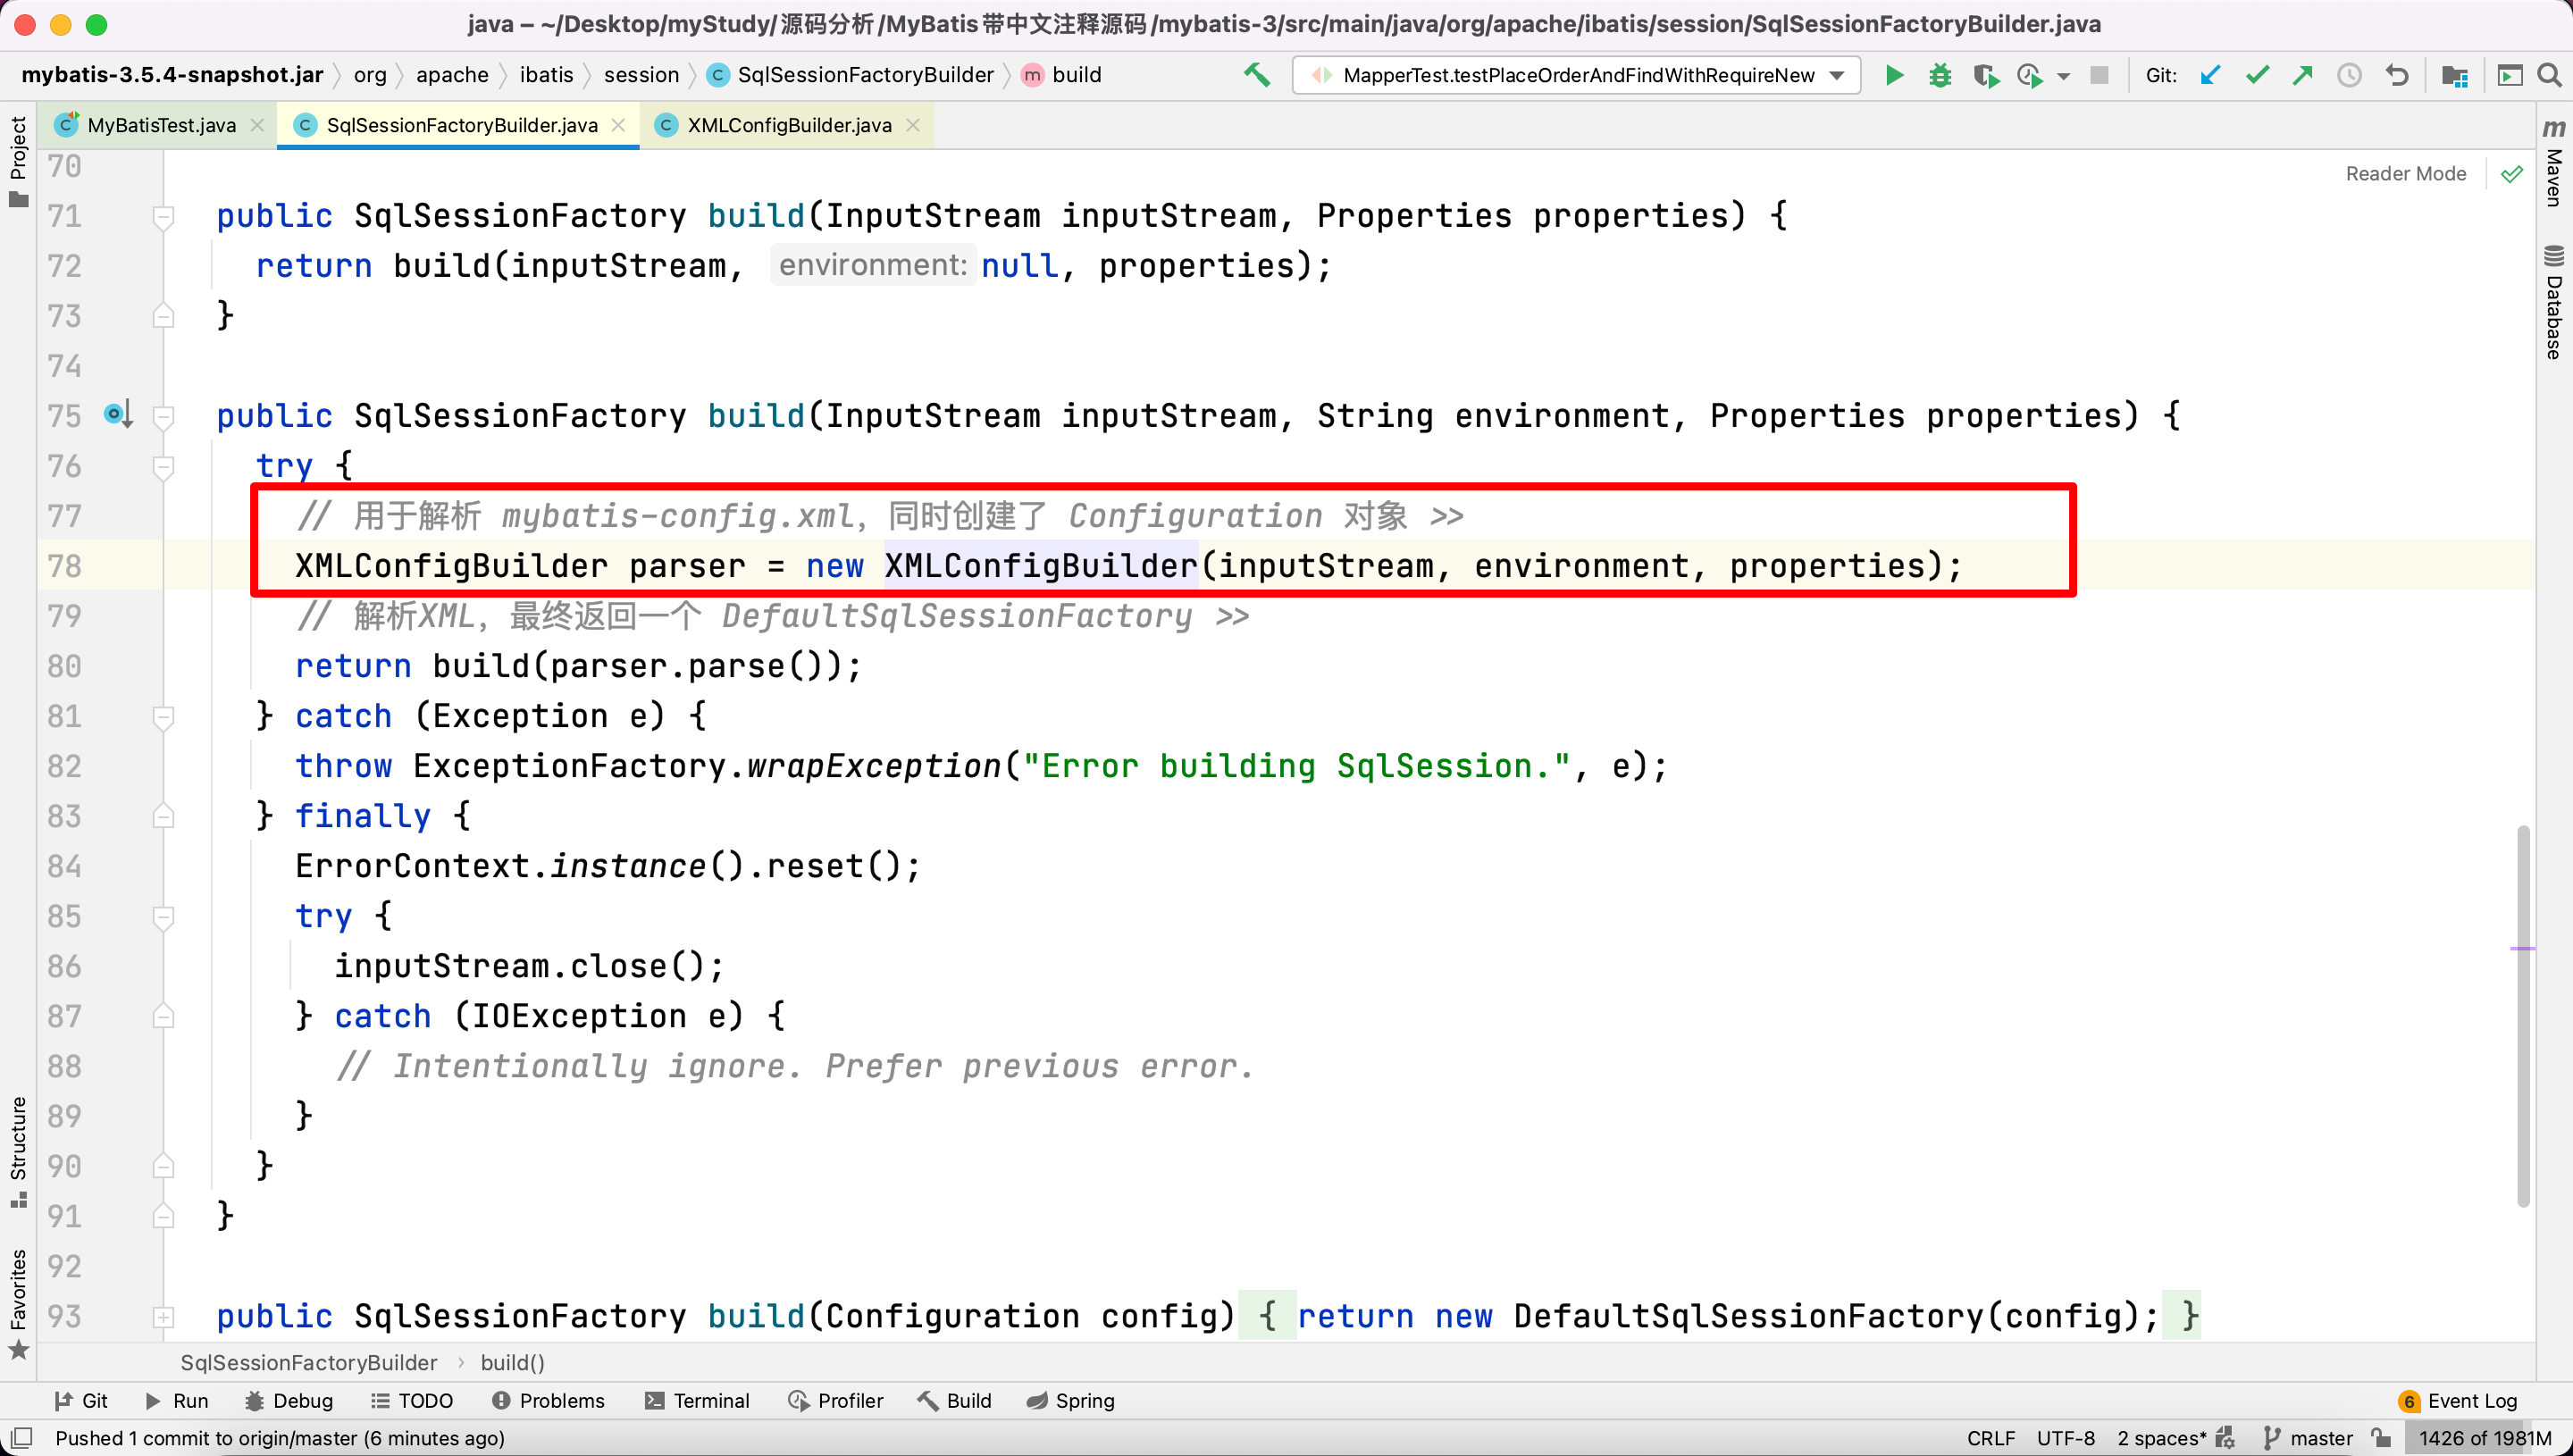 java – ~/Desktop/myStudy/源码分析/MyBatis带中文注释源码/mybatis-3/src/main/java/org/apache/ibatis/session/SqlSessionFactoryBuilder.java
mybatis-3.5.4-snapshot.jar org apache ibatis session SqlSessionFactoryBuilder build MapperTest.testPlaceOrderAndFindWithRequireNew Git:
MyBatisTest.java SqlSessionFactoryBuilder.java XMLConfigBuilder.java
Project
Maven
Database
Structure
Favorites
Reader Mode
70
71 public SqlSessionFactory build(InputStream inputStream, Properties properties) {
72 return build(inputStream, environment: null, properties);
73 }
74
75 public SqlSessionFactory build(InputStream inputStream, String environment, Properties properties) {
76 try {
77 // 用于解析 mybatis-config.xml，同时创建了 Configuration 对象 >>
78 XMLConfigBuilder parser = new XMLConfigBuilder(inputStream, environment, properties);
79 // 解析XML，最终返回一个 DefaultSqlSessionFactory >>
80 return build(parser.parse());
81 } catch (Exception e) {
82 throw ExceptionFactory.wrapException("Error building SqlSession.", e);
83 } finally {
84 ErrorContext.instance().reset();
85 try {
86 inputStream.close();
87 } catch (IOException e) {
88 // Intentionally ignore. Prefer previous error.
89 }
90 }
91 }
92
93 public SqlSessionFactory build(Configuration config) { return new DefaultSqlSessionFactory(config); }
SqlSessionFactoryBuilder › build()
Git Run Debug TODO Problems Terminal Profiler Build Spring 6 Event Log
Pushed 1 commit to origin/master (6 minutes ago) CRLF UTF-8 2 spaces* master 1426 of 1981M